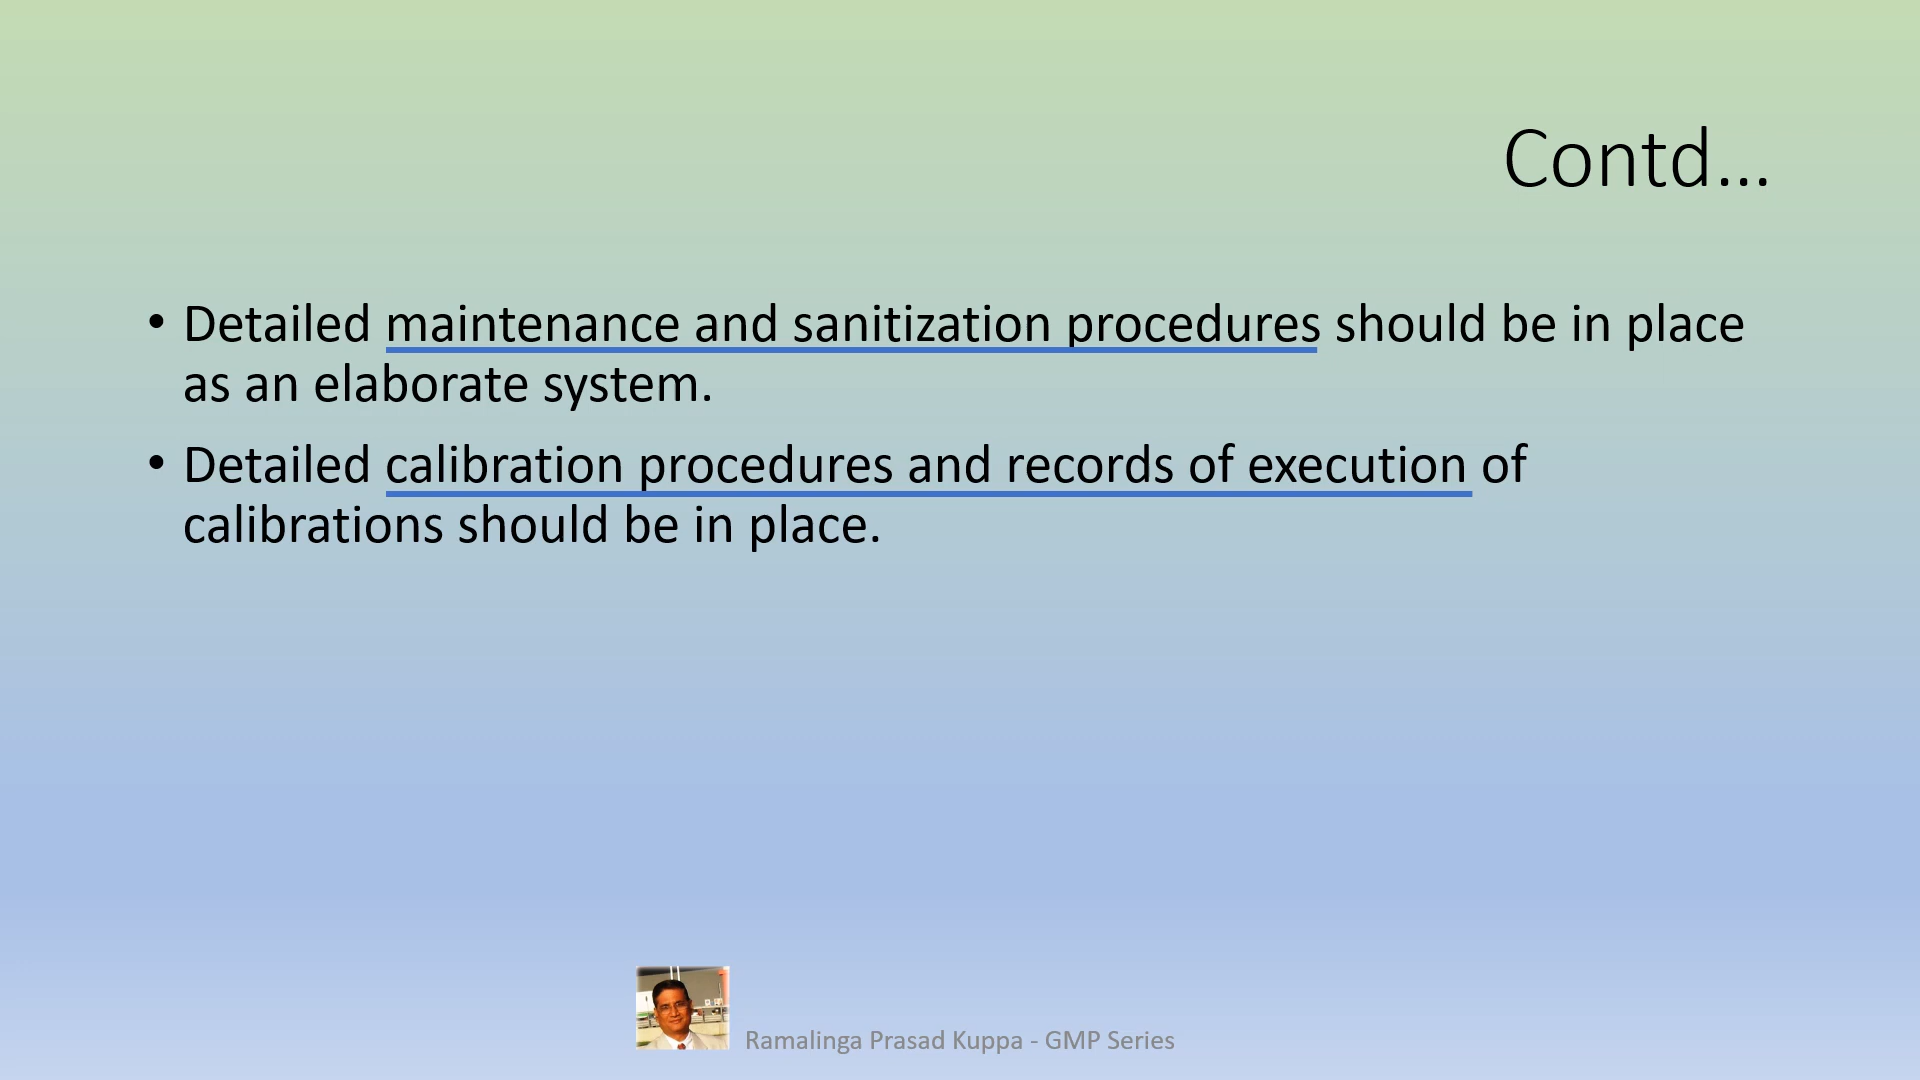 Contd…
• Detailed maintenance and sanitization procedures should be in place
as an elaborate system.
• Detailed calibration procedures and records of execution of
calibrations should be in place.
Ramalinga Prasad Kuppa - GMP Series